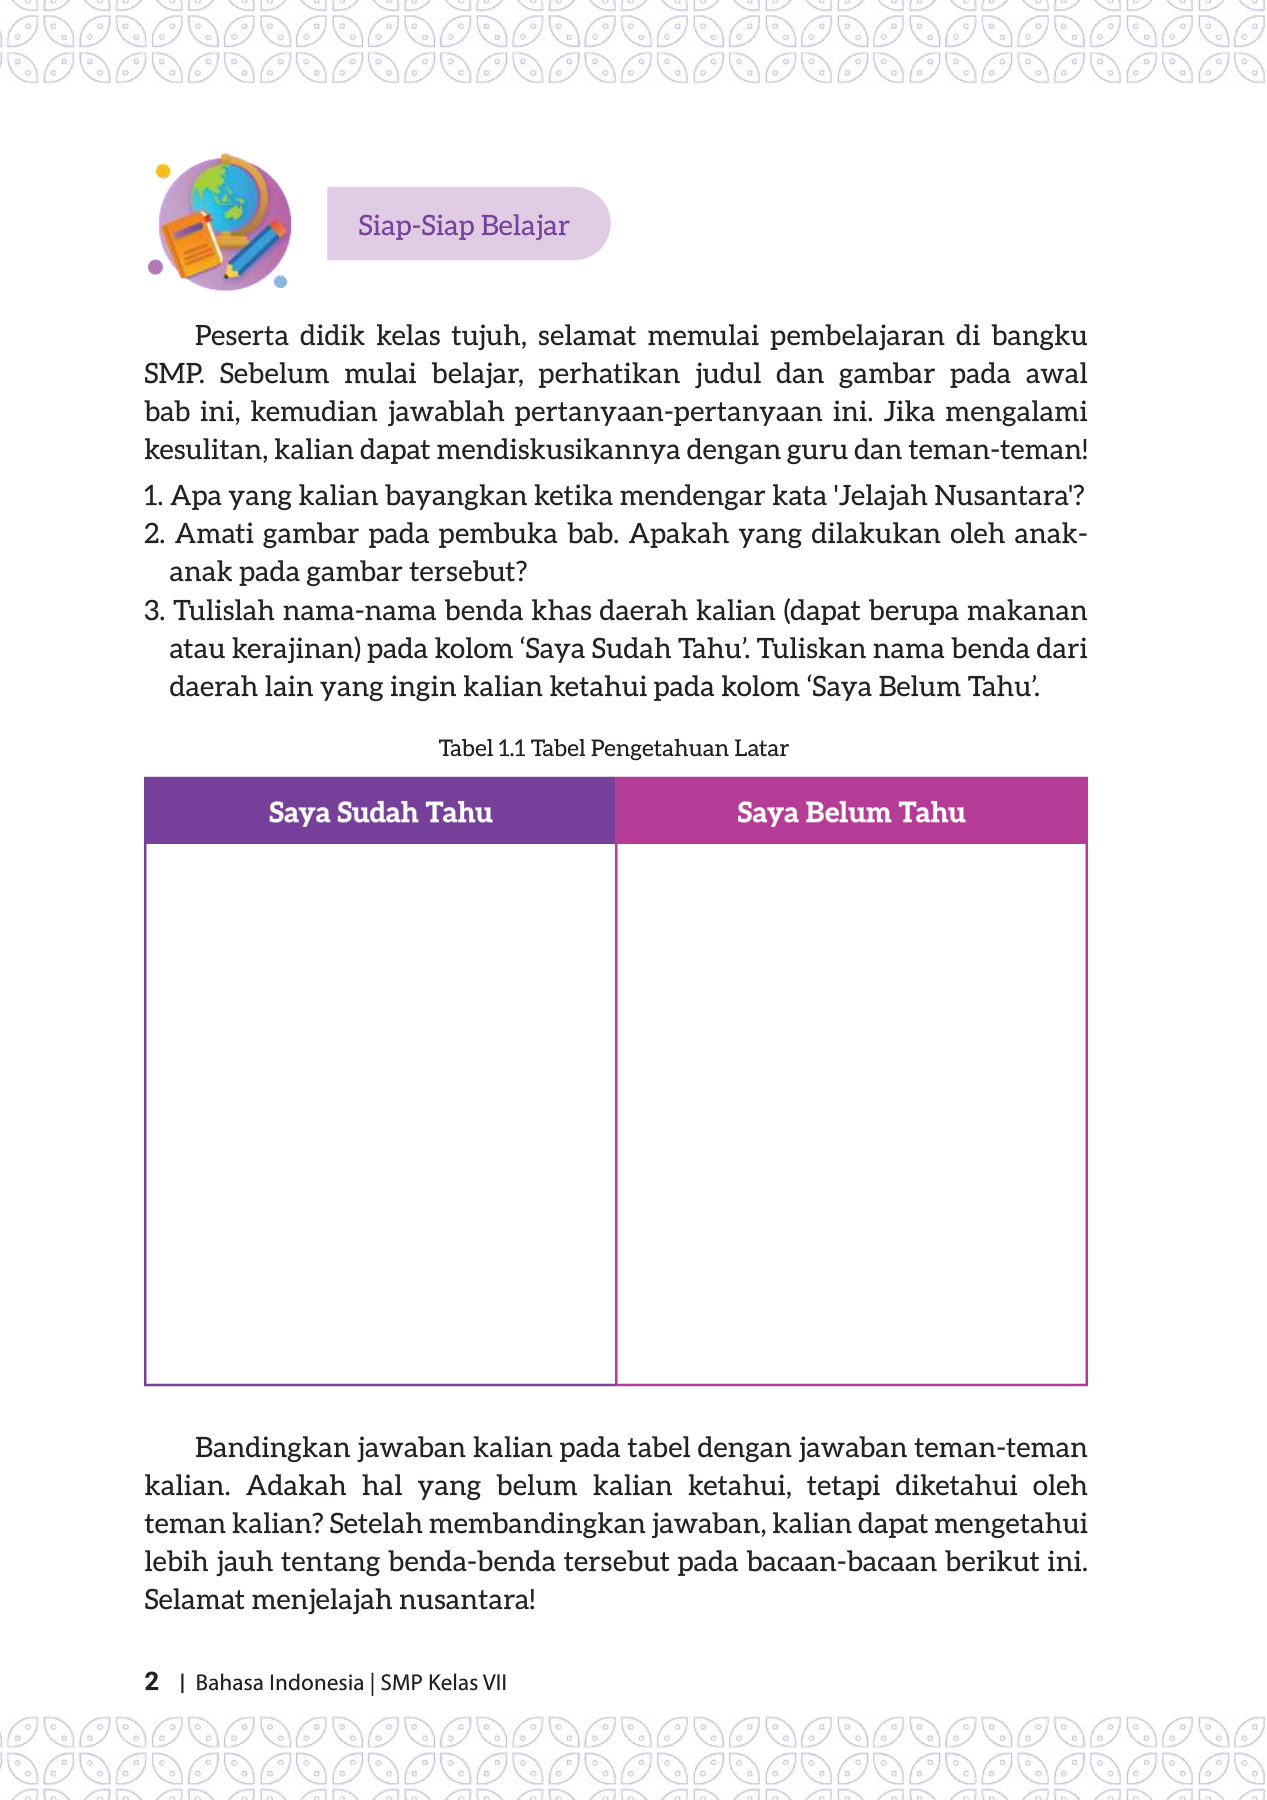 Siap-Siap Belajar
Peserta didik kelas tujuh, selamat memulai pembelajaran di bangku
SMP. Sebelum mulai belajar, perhatikan judul dan gambar pada awal
bab ini, kemudian jawablah pertanyaan-pertanyaan ini. Jika mengalami
kesulitan, kalian dapat mendiskusikannya dengan guru dan teman-teman!
1. Apa yang kalian bayangkan ketika mendengar kata 'Jelajah Nusantara'?
2. Amati gambar pada pembuka bab. Apakah yang dilakukan oleh anak-
anak pada gambar tersebut?
3. Tulislah nama-nama benda khas daerah kalian (dapat berupa makanan
atau kerajinan) pada kolom ‘Saya Sudah Tahu’. Tuliskan nama benda dari
daerah lain yang ingin kalian ketahui pada kolom ‘Saya Belum Tahu’.
Tabel 1.1 Tabel Pengetahuan Latar
Saya Sudah Tahu
Saya Belum Tahu
Bandingkan jawaban kalian pada tabel dengan jawaban teman-teman
kalian. Adakah hal yang belum kalian ketahui, tetapi diketahui oleh
teman kalian? Setelah membandingkan jawaban, kalian dapat mengetahui
lebih jauh tentang benda-benda tersebut pada bacaan-bacaan berikut ini.
Selamat menjelajah nusantara!
2 | Bahasa Indonesia | SMP Kelas VII